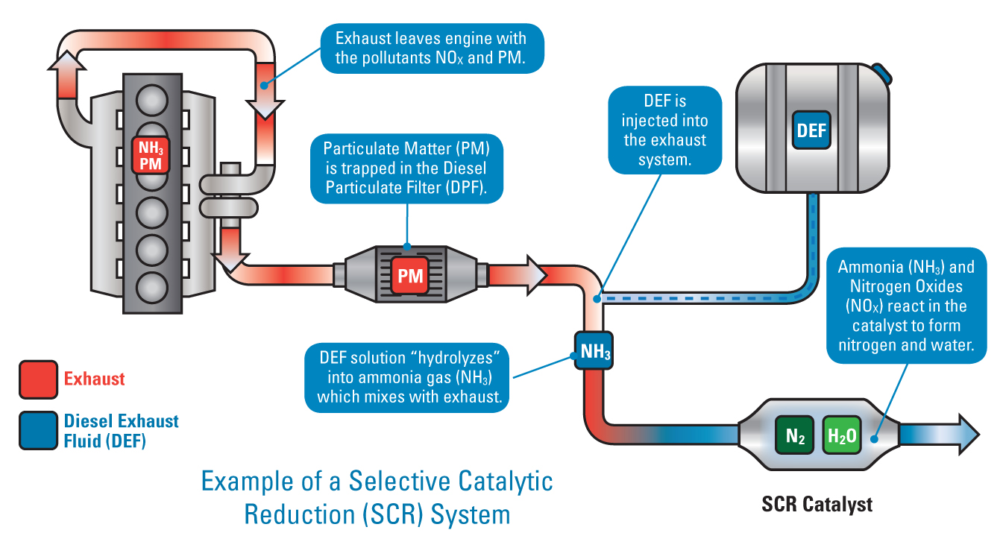 Exhaust leaves engine with
the pollutants NOX and PM.
NH3
PM
Particulate Matter (PM)
is trapped in the Diesel
Particulate Filter (DPF).
PM
DEF is
injected into
the exhaust
system.
DEF
DEF solution “hydrolyzes”
into ammonia gas (NH3)
which mixes with exhaust.
NH3
Ammonia (NH3) and
Nitrogen Oxides
(NOX) react in the
catalyst to form
nitrogen and water.
N2
H2O
SCR Catalyst
Exhaust
Diesel Exhaust
Fluid (DEF)
Example of a Selective Catalytic
Reduction (SCR) System